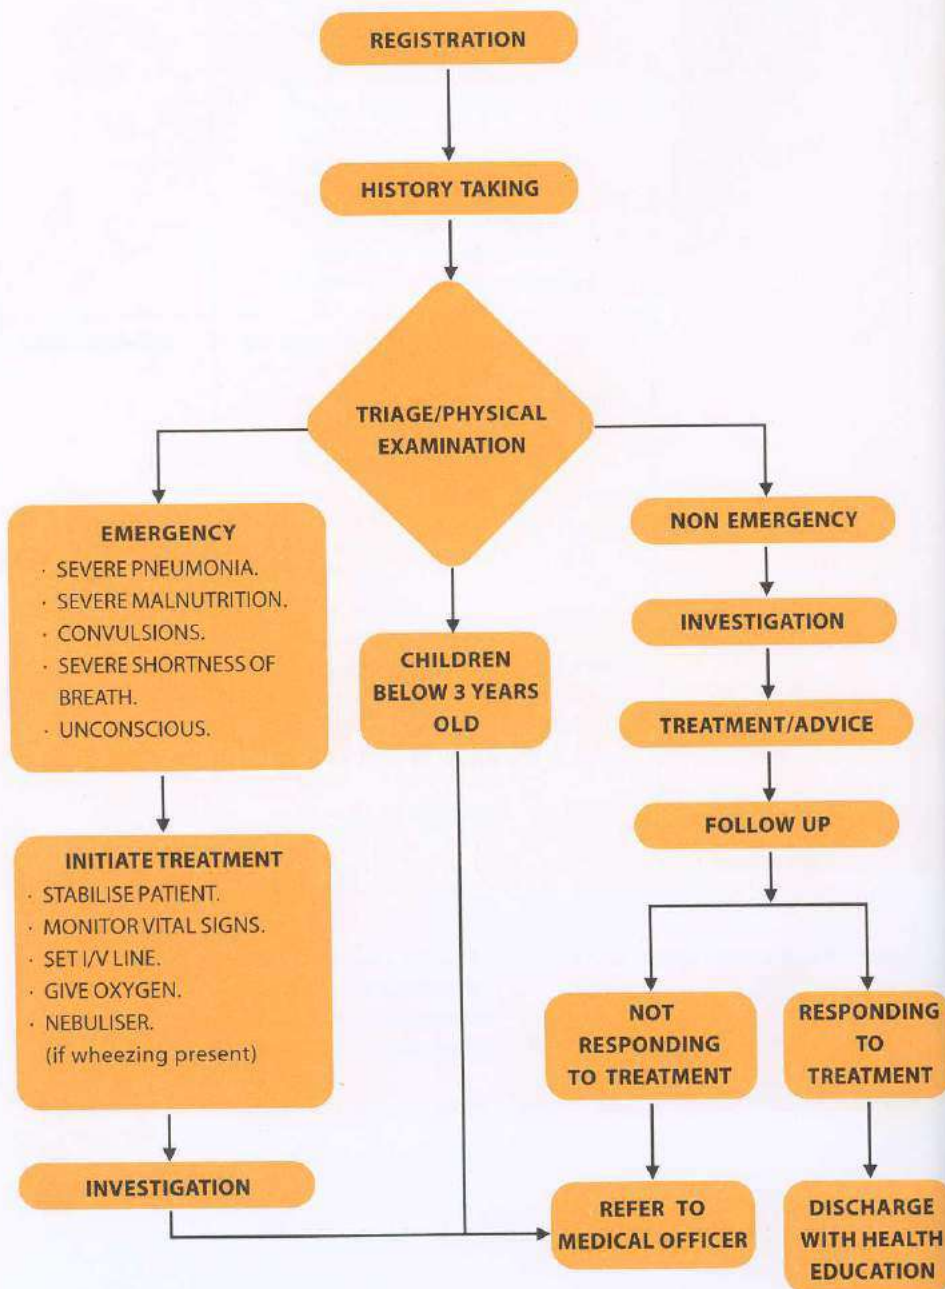 REGISTRATION
HISTORY TAKING
TRIAGE/PHYSICAL
EXAMINATION
EMERGENCY
· SEVERE PNEUMONIA.
· SEVERE MALNUTRITION.
· CONVULSIONS.
· SEVERE SHORTNESS OF
BREATH.
· UNCONSCIOUS.
INITIATE TREATMENT
· STABILISE PATIENT.
· MONITOR VITAL SIGNS.
· SET I/V LINE.
· GIVE OXYGEN.
· NEBULISER.
(if wheezing present)
INVESTIGATION
CHILDREN
BELOW 3 YEARS
OLD
NON EMERGENCY
INVESTIGATION
TREATMENT/ADVICE
FOLLOW UP
NOT
RESPONDING
TO TREATMENT
REFER TO
MEDICAL OFFICER
RESPONDING
TO
TREATMENT
DISCHARGE
WITH HEALTH
EDUCATION